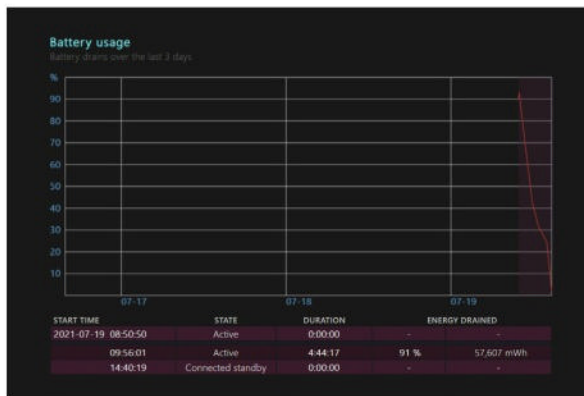 Battery usage
Battery drains over the last 3 days
%
90
80
70
60
50
40
30
20
10
07-17 07-18 07-19
START TIME STATE DURATION ENERGY DRAINED
2021-07-19 08:50:50 Active 0:00:00 - -
09:56:01 Active 4:44:17 91 % 57,607 mWh
14:40:19 Connected standby 0:00:00 - -